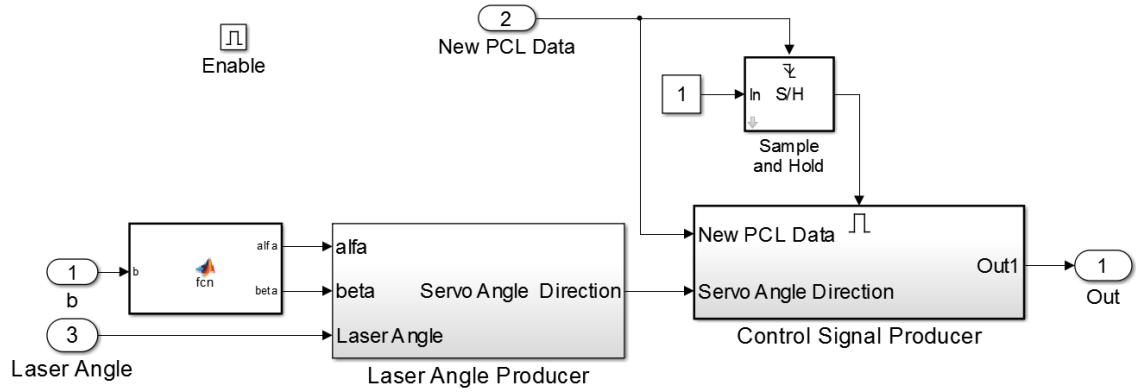 2
New PCL Data
Enable
1
In
S/H
Sample
and Hold
1
b
3
Laser Angle
b
fcn
alfa
beta
alfa
beta
Laser Angle
Servo Angle Direction
Laser Angle Producer
New PCL Data
Servo Angle Direction
Out1
Control Signal Producer
1
Out